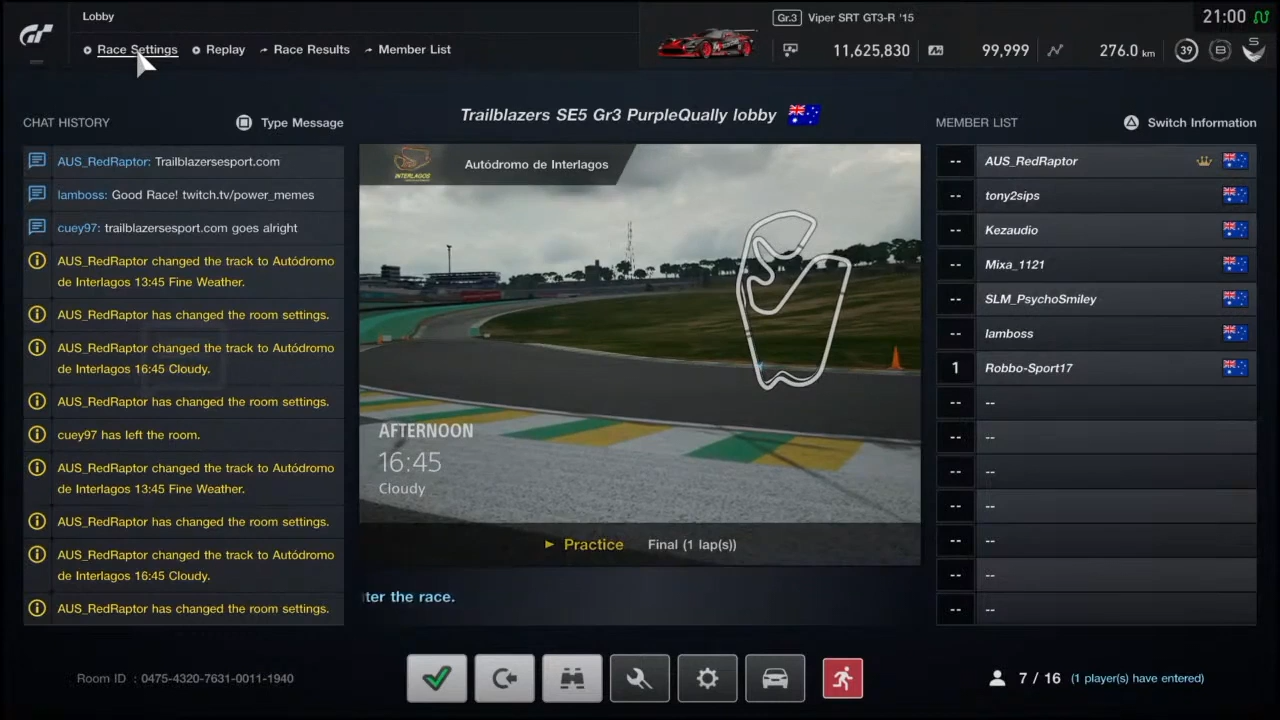 Lobby
Race Settings
Replay
Race Results
Member List
Gr.3 Viper SRT GT3-R '15
11,625,830
99,999
276.0 km
21:00
39
B
S
CHAT HISTORY
Type Message
AUS_RedRaptor: Trailblazersesport.com
lamboss: Good Race! twitch.tv/power_memes
cuey97: trailblazersesport.com goes alright
AUS_RedRaptor changed the track to Autódromo
de Interlagos 13:45 Fine Weather.
AUS_RedRaptor has changed the room settings.
AUS_RedRaptor changed the track to Autódromo
de Interlagos 16:45 Cloudy.
AUS_RedRaptor has changed the room settings.
cuey97 has left the room.
AUS_RedRaptor changed the track to Autódromo
de Interlagos 13:45 Fine Weather.
AUS_RedRaptor has changed the room settings.
AUS_RedRaptor changed the track to Autódromo
de Interlagos 16:45 Cloudy.
AUS_RedRaptor has changed the room settings.
Trailblazers SE5 Gr3 PurpleQually lobby
INTERLAGOS
Autódromo de Interlagos
AFTERNOON
16:45
Cloudy
Practice
Final (1 lap(s))
ter the race.
MEMBER LIST
Switch Information
-- AUS_RedRaptor
-- tony2sips
-- Kezaudio
-- Mixa_1121
-- SLM_PsychoSmiley
-- lamboss
1 Robbo-Sport17
-- --
-- --
-- --
-- --
-- --
-- --
-- --
Room ID : 0475-4320-7631-0011-1940
7 / 16 (1 player(s) have entered)